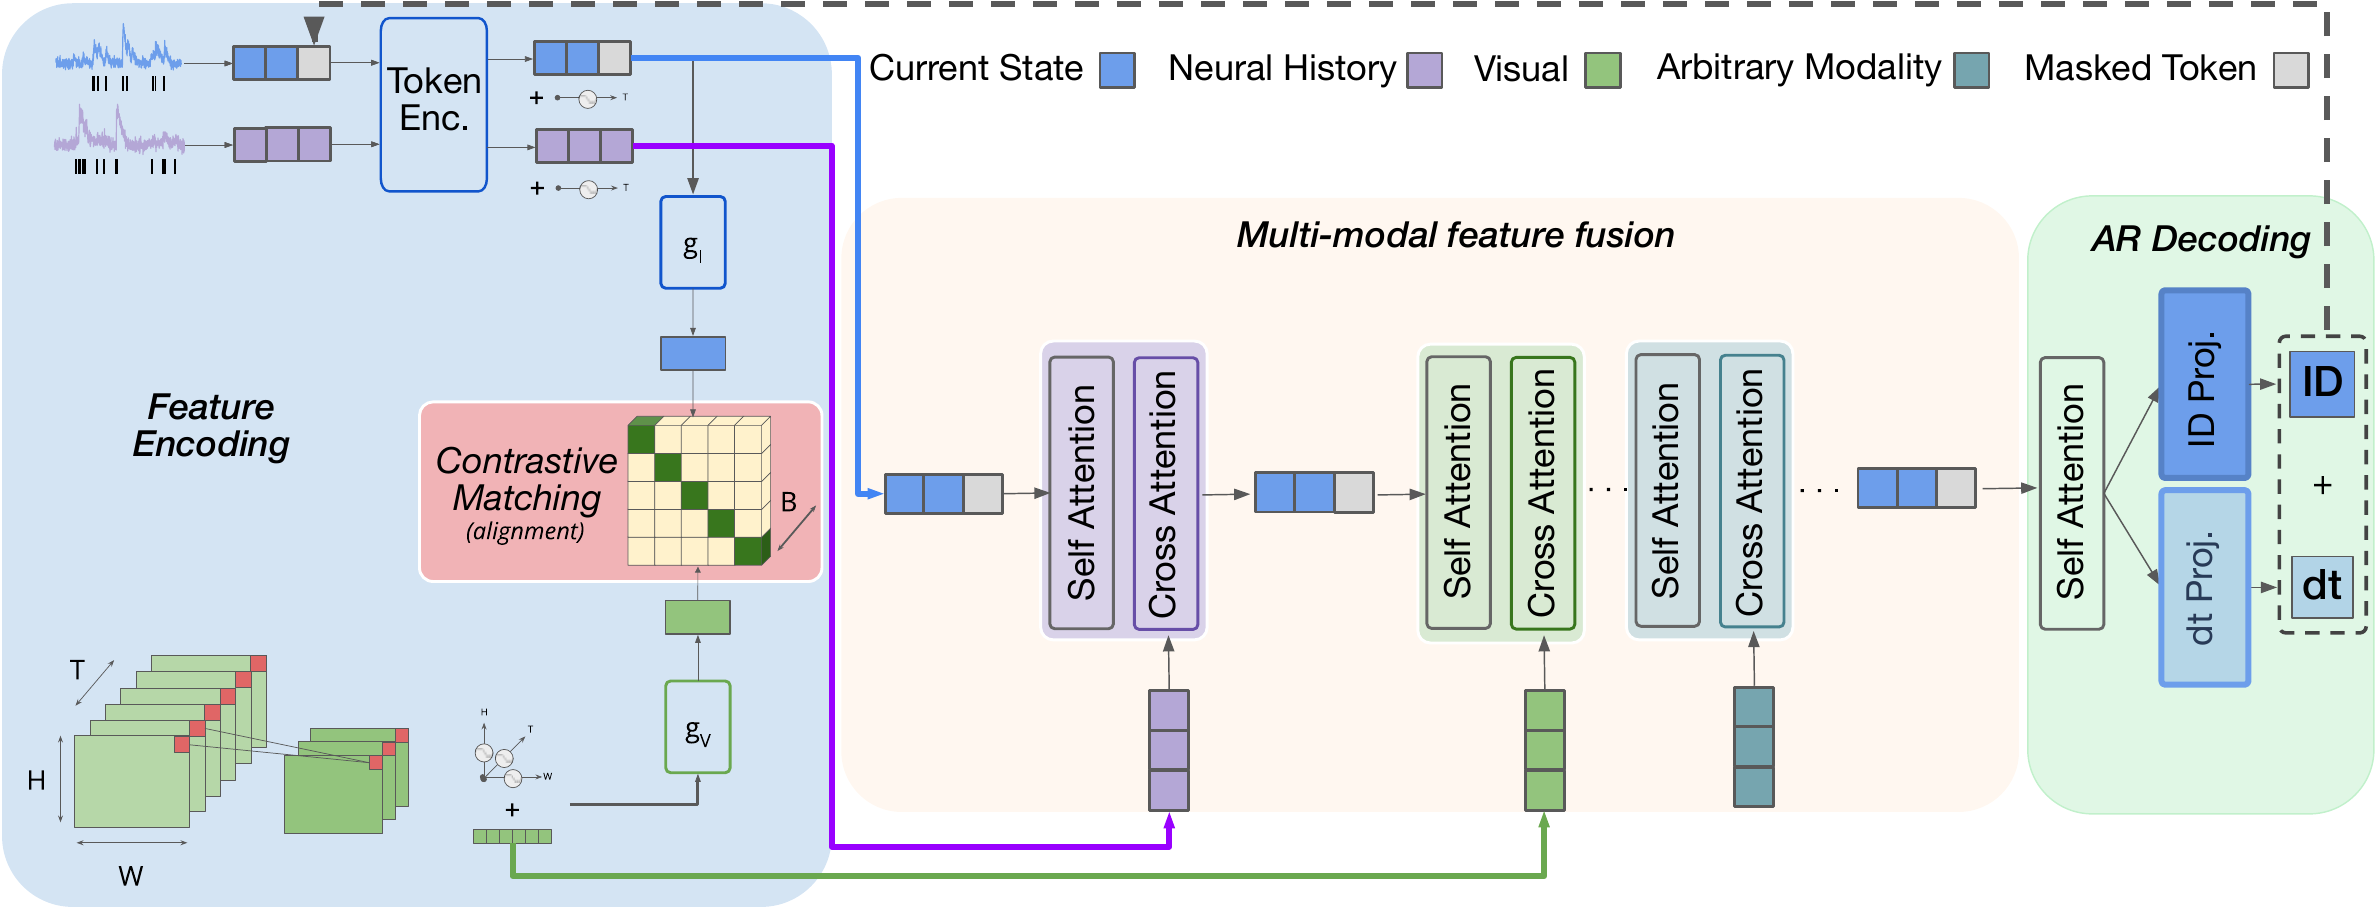 Current State
Neural History
Visual
Arbitrary Modality
Masked Token
Token
Enc.
+
T
+
T
g_I
Feature
Encoding
Contrastive
Matching
(alignment)
B
g_V
H
T
W
+
T
H
W
Multi-modal feature fusion
Self Attention
Cross Attention
. . .
Self Attention
Cross Attention
. . .
Self Attention
Cross Attention
. . .
AR Decoding
Self Attention
ID Proj.
dt Proj.
ID
+
dt